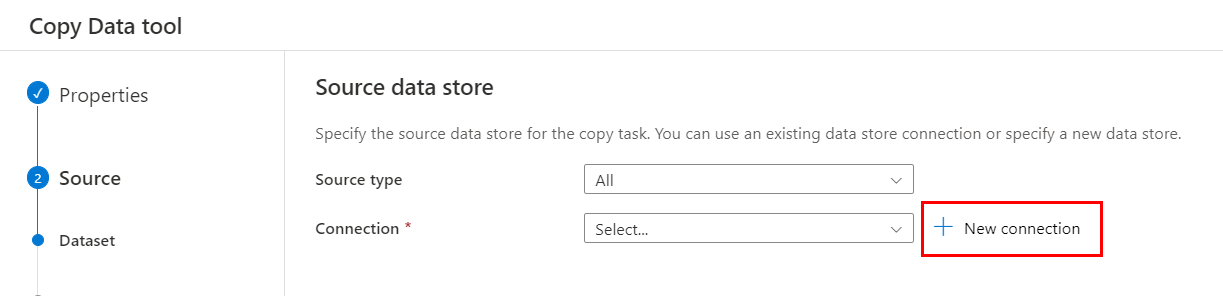 Copy Data tool
Properties
2 Source
Dataset
Source data store
Specify the source data store for the copy task. You can use an existing data store connection or specify a new data store.
Source type All
Connection * Select... New connection